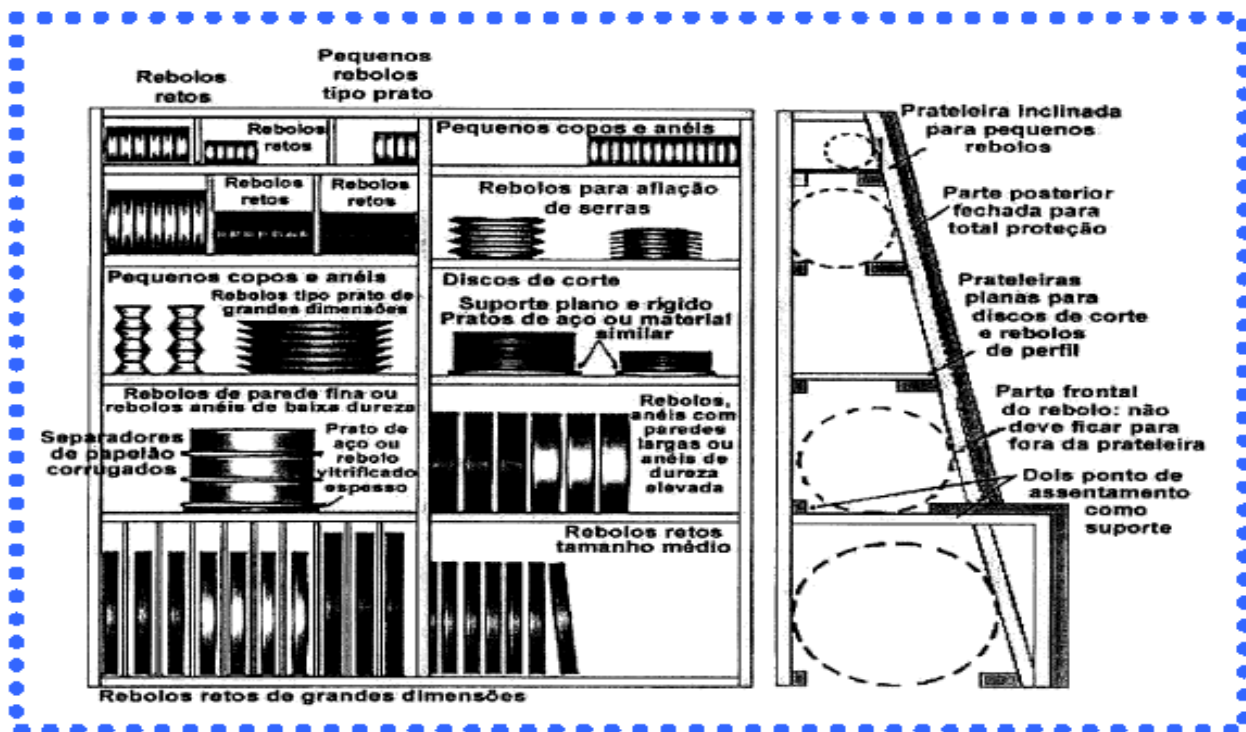 Rebolos
retos
Pequenos
rebolos
tipo prato
Rebolos
retos
Pequenos copos e anéis
Rebolos
retos
Rebolos
retos
Rebolos para aflação
de serras
Pequenos copos e anéis
Rebolos tipo prato de
grandes dimensões
Discos de corte
Suporte plano e rígido
Pratos de aço ou material
similar
Rebolos de parede fina ou
rebolos anéis de baixa dureza
Separadores
de papelão
corrugados
Prato de
aço ou
rebolo
vitrificado
espesso
Rebolos,
anéis com
paredes
largas ou
anéis de
dureza
elevada
Rebolos retos
tamanho médio
Rebolos retos de grandes dimensões
Prateleira inclinada
para pequenos
rebolos
Parte posterior
fechada para
total proteção
Prateleiras
planas para
discos de corte
e rebolos
de perfil
Parte frontal
do rebolo: não
deve ficar para
fora da prateleira
Dois ponto de
assentamento
como
suporte